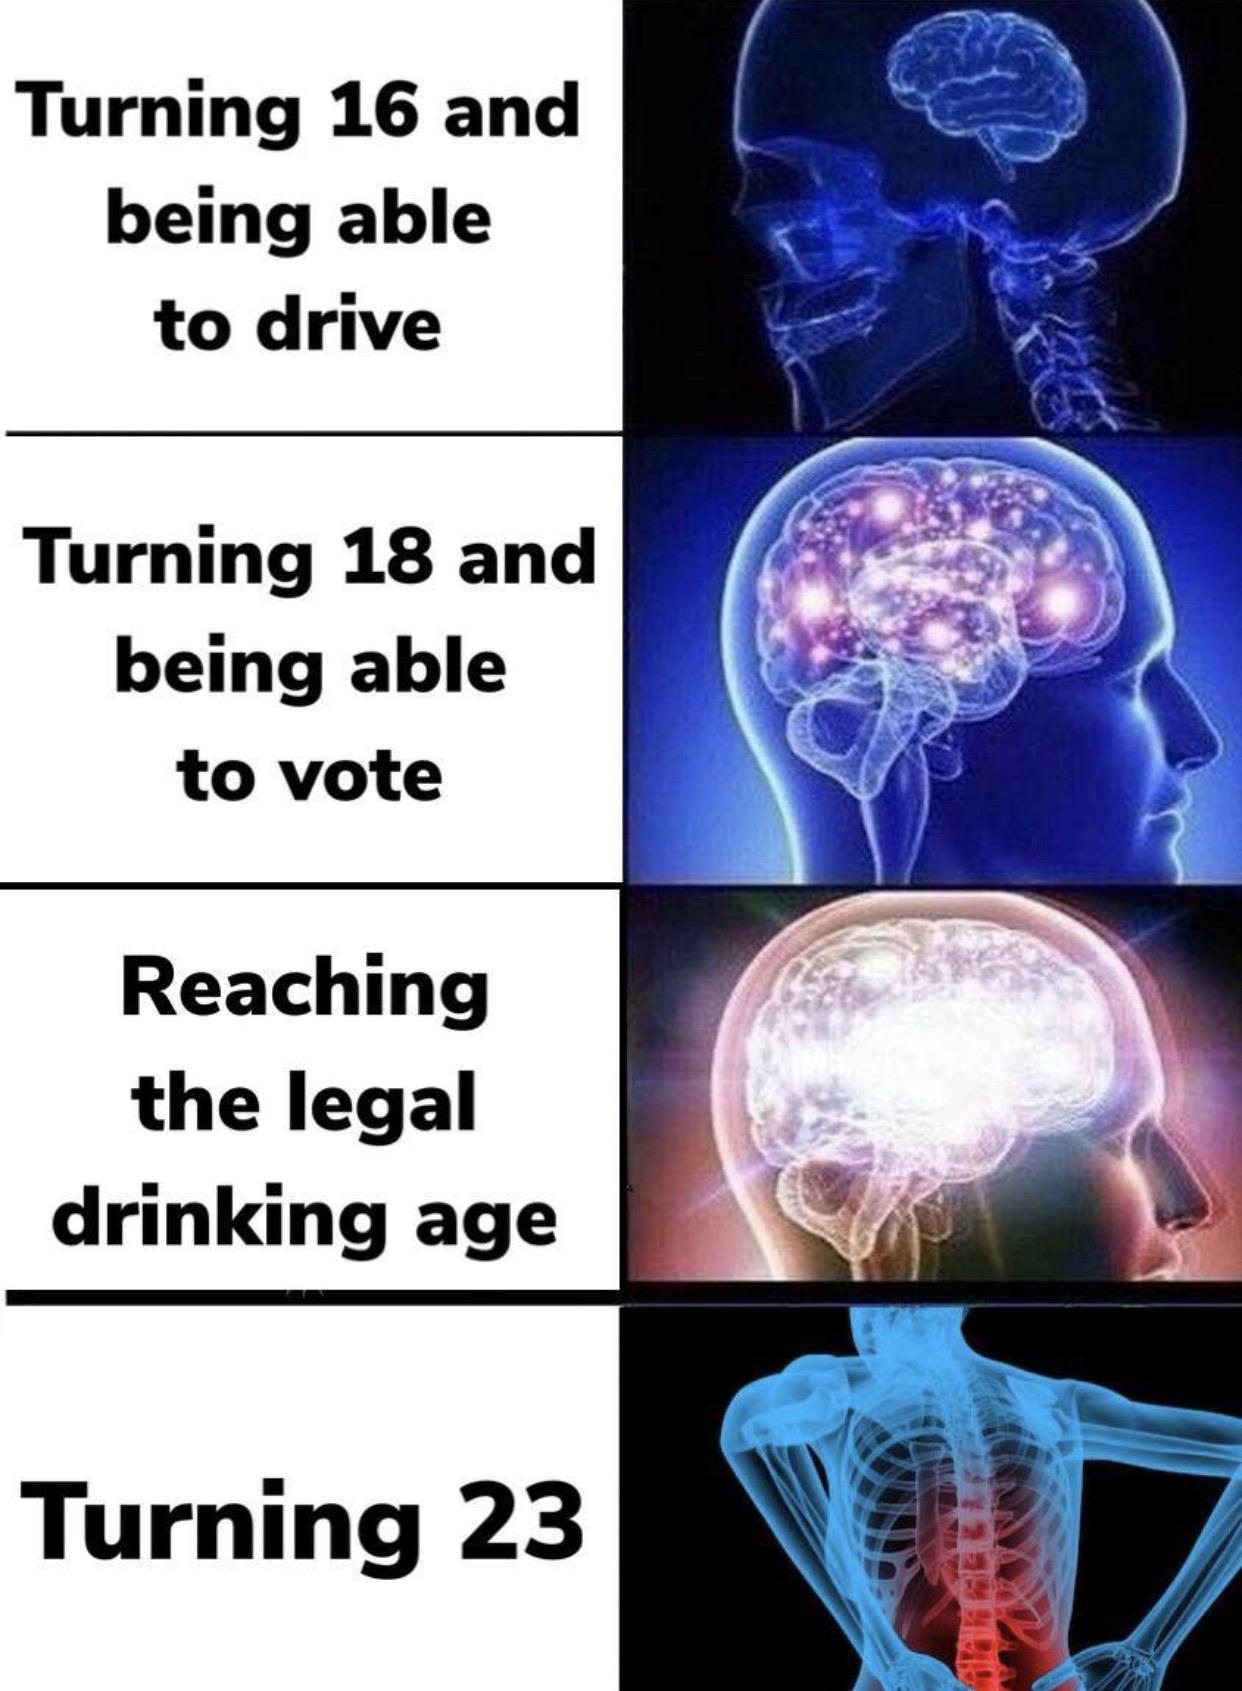 Turning 16 and
being able
to drive
Turning 18 and
being able
to vote
Reaching
the legal
drinking age
Turning 23